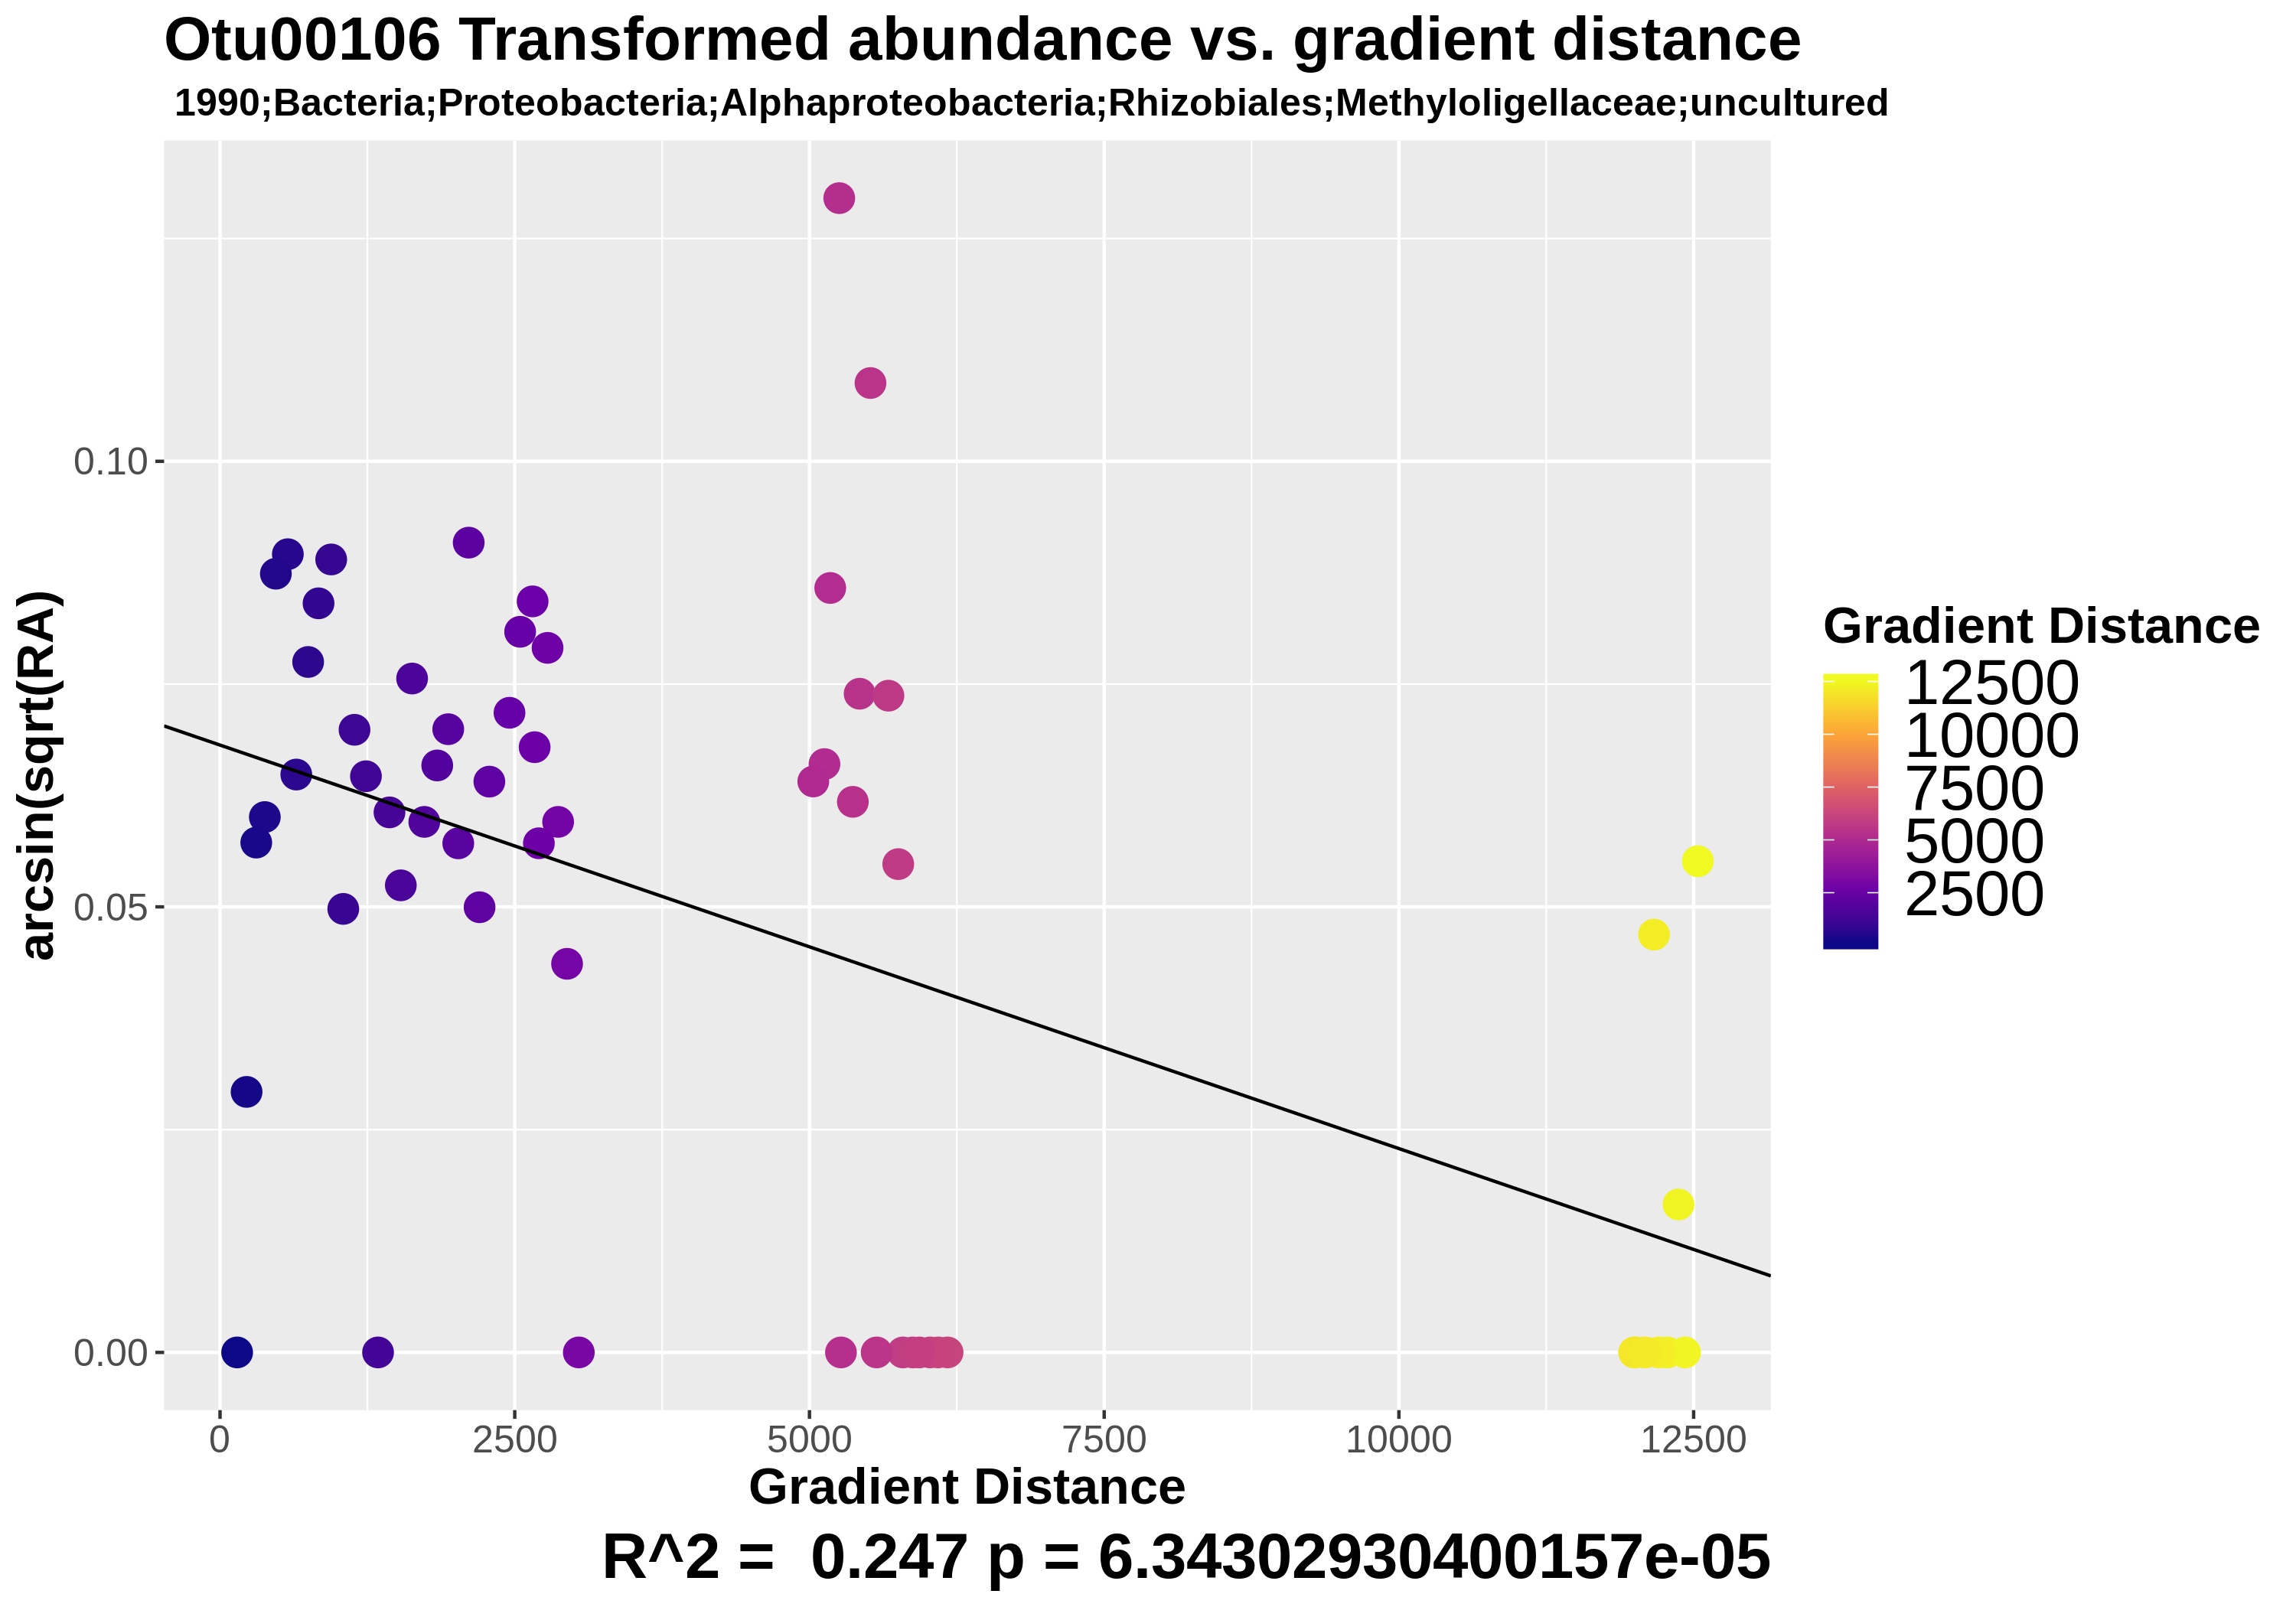 Otu00106 Transformed abundance vs. gradient distance
1990;Bacteria;Proteobacteria;Alphaproteobacteria;Rhizobiales;Methyloligellaceae;uncultured
arcsin(sqrt(RA)
0.10
0.05
0.00
0 2500 5000 7500 10000 12500
Gradient Distance
R^2 =  0.247 p = 6.34302930400157e-05
Gradient Distance
12500
10000
7500
5000
2500